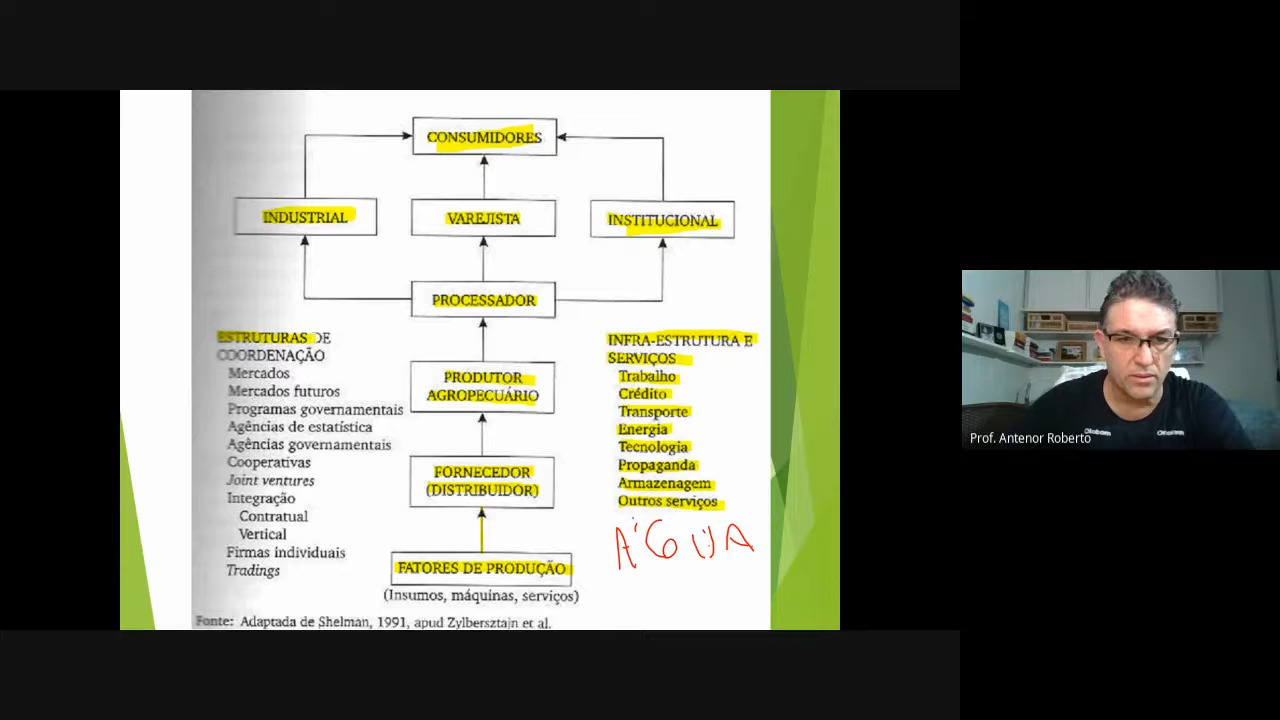 CONSUMIDORES
INDUSTRIAL
VAREJISTA
INSTITUCIONAL
PROCESSADOR
ESTRUTURAS DE
COORDENAÇÃO
Mercados
Mercados futuros
Programas governamentais
Agências de estatística
Agências governamentais
Cooperativas
Joint ventures
Integração
Contratual
Vertical
Firmas individuais
Tradings
PRODUTOR
AGROPECUÁRIO
FORNECEDOR
(DISTRIBUIDOR)
FATORES DE PRODUÇÃO
(Insumos, máquinas, serviços)
INFRA-ESTRUTURA E
SERVIÇOS
Trabalho
Crédito
Transporte
Energia
Tecnologia
Propaganda
Armazenagem
Outros serviços
ÁGUA
Fonte: Adaptada de Shelman, 1991, apud Zylbersztajn et al.
Prof. Antenor Roberto